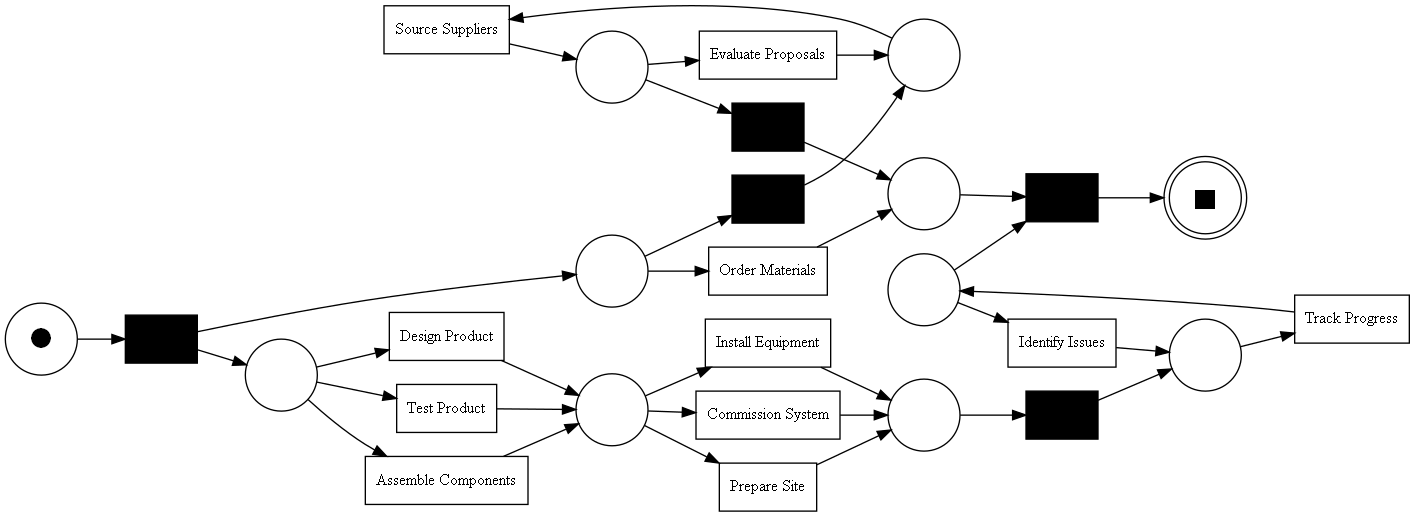 Source Suppliers
Evaluate Proposals
Order Materials
Design Product
Test Product
Assemble Components
Install Equipment
Commission System
Prepare Site
Identify Issues
Track Progress